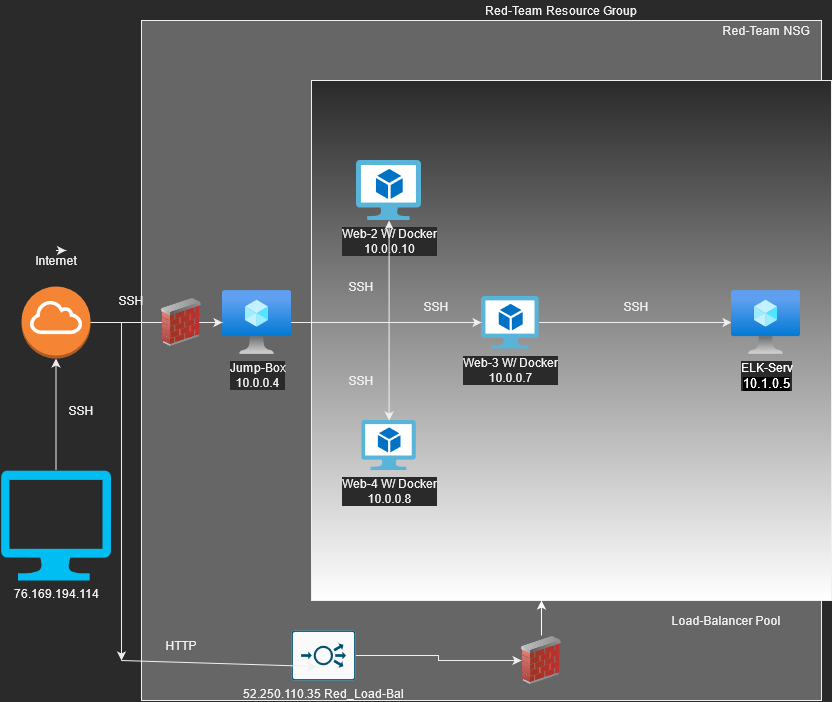 Red-Team Resource Group
Red-Team NSG
Web-2 W/ Docker
10.0.0.10
Internet
SSH
SSH
SSH
SSH
Jump-Box
10.0.0.4
Web-3 W/ Docker
10.0.0.7
ELK-Serv
10.1.0.5
SSH
SSH
Web-4 W/ Docker
10.0.0.8
76.169.194.114
Load-Balancer Pool
HTTP
52.250.110.35 Red_Load-Bal